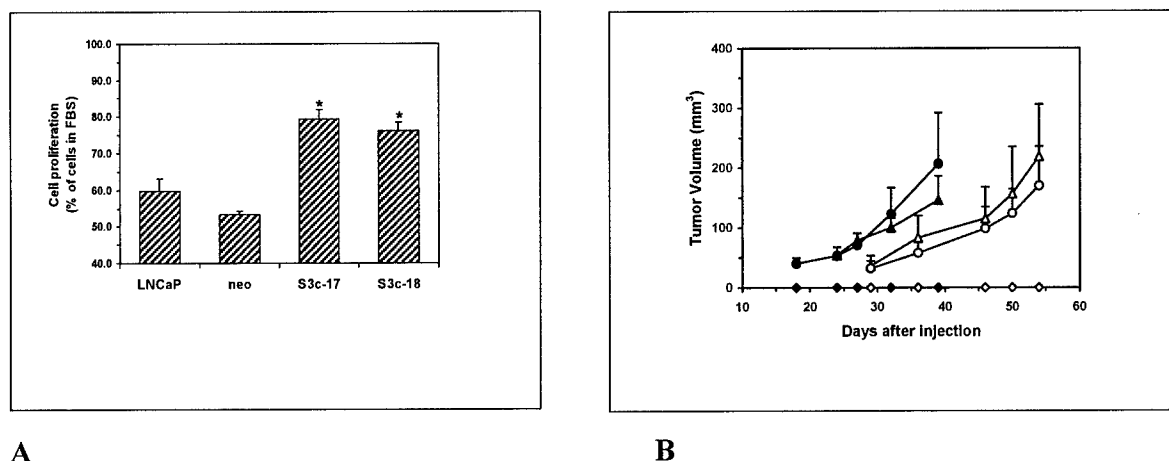 Cell proliferation
(% of cells in FBS)
100.0
90.0
80.0
70.0
60.0
50.0
40.0
*
*
LNCaP neo S3c-17 S3c-18
A
Tumor Volume (mm³)
400
300
200
100
0
10 20 30 40 50 60
Days after injection
B